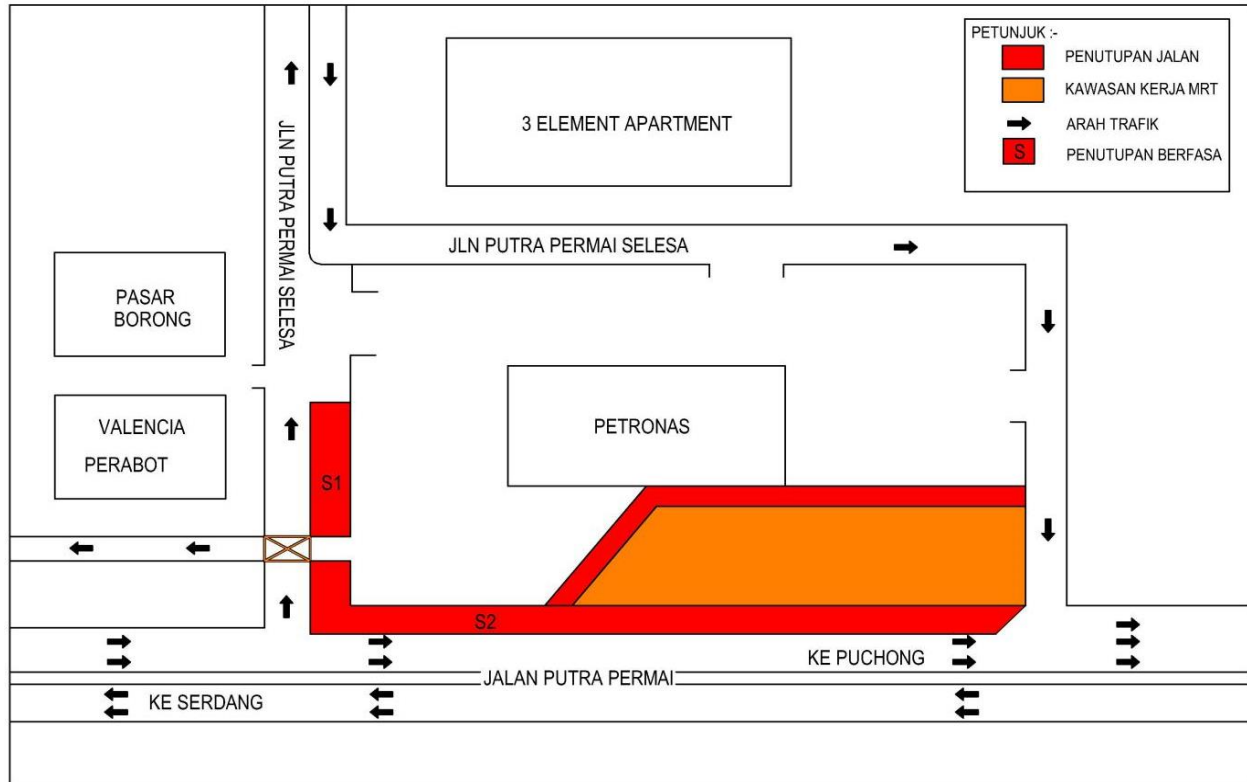 PETUNJUK :-
PENUTUPAN JALAN
KAWASAN KERJA MRT
ARAH TRAFIK
S
PENUTUPAN BERFASA
3 ELEMENT APARTMENT
JLN PUTRA PERMAI SELESA
JLN PUTRA PERMAI SELESA
PASAR
BORONG
VALENCIA
PERABOT
PETRONAS
S1
S2
KE PUCHONG
JALAN PUTRA PERMAI
KE SERDANG